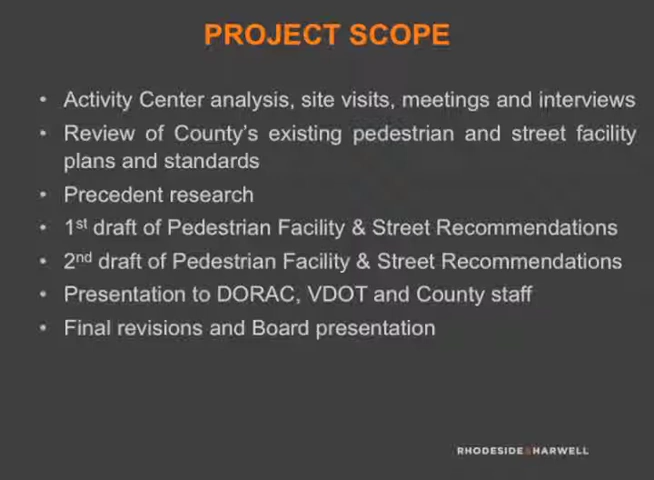 PROJECT SCOPE
• Activity Center analysis, site visits, meetings and interviews
• Review of County's existing pedestrian and street facility
plans and standards
• Precedent research
• 1st draft of Pedestrian Facility & Street Recommendations
• 2nd draft of Pedestrian Facility & Street Recommendations
• Presentation to DORAC, VDOT and County staff
• Final revisions and Board presentation
RHODESIDE&HARWELL